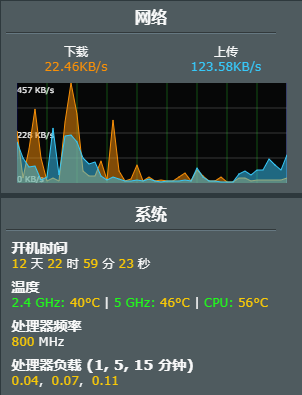 网络
下载 上传
22.46KB/s 123.58KB/s
457 KB/s
228 KB/s
0 KB/s
系统
开机时间
12 天 22 时 59 分 23 秒
温度
2.4 GHz: 40°C | 5 GHz: 46°C | CPU: 56°C
处理器频率
800 MHz
处理器负载 (1, 5, 15 分钟)
0.04, 0.07, 0.11